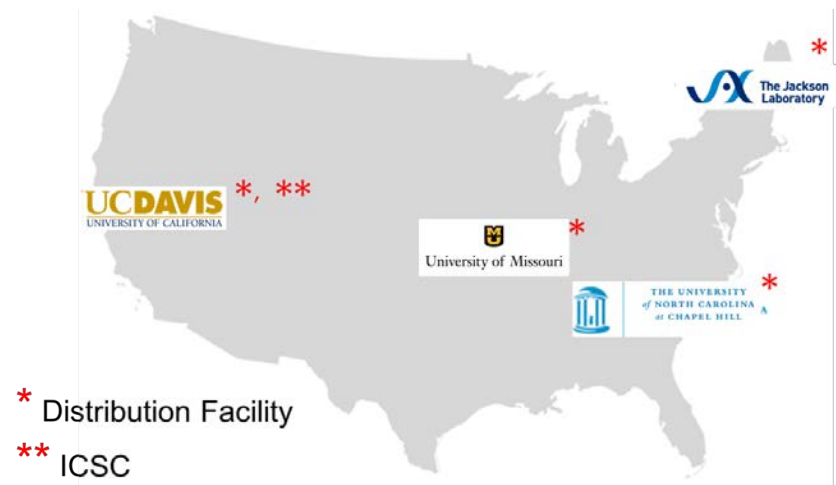 *
The Jackson
Laboratory
UCDAVIS
UNIVERSITY OF CALIFORNIA
*, **
*
University of Missouri
*
THE UNIVERSITY
of NORTH CAROLINA
at CHAPEL HILL
* Distribution Facility
** ICSC